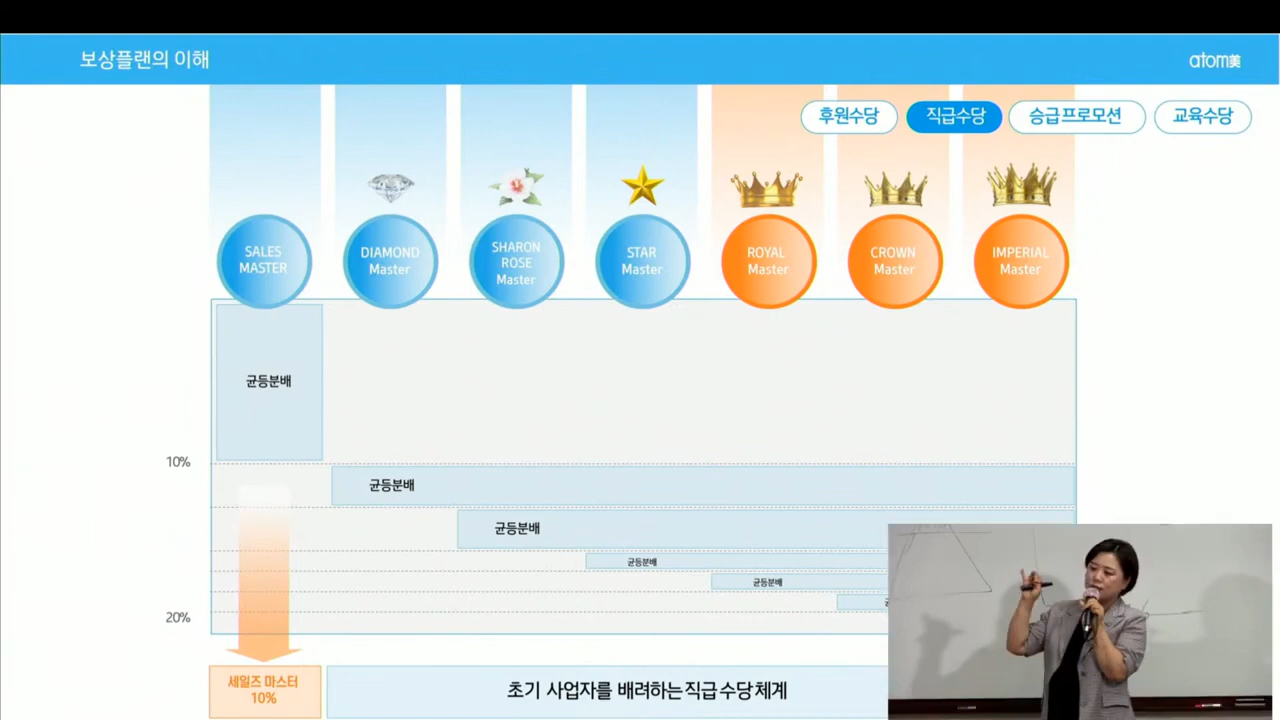 보상플랜의 이해
atom美
후원수당
직급수당
승급프로모션
교육수당
SALES
MASTER
DIAMOND
Master
SHARON
ROSE
Master
STAR
Master
ROYAL
Master
CROWN
Master
IMPERIAL
Master
균등분배
10%
균등분배
균등분배
균등분배
균등분배
20%
세일즈 마스터
10%
초기 사업자를 배려하는 직급 수당 체계